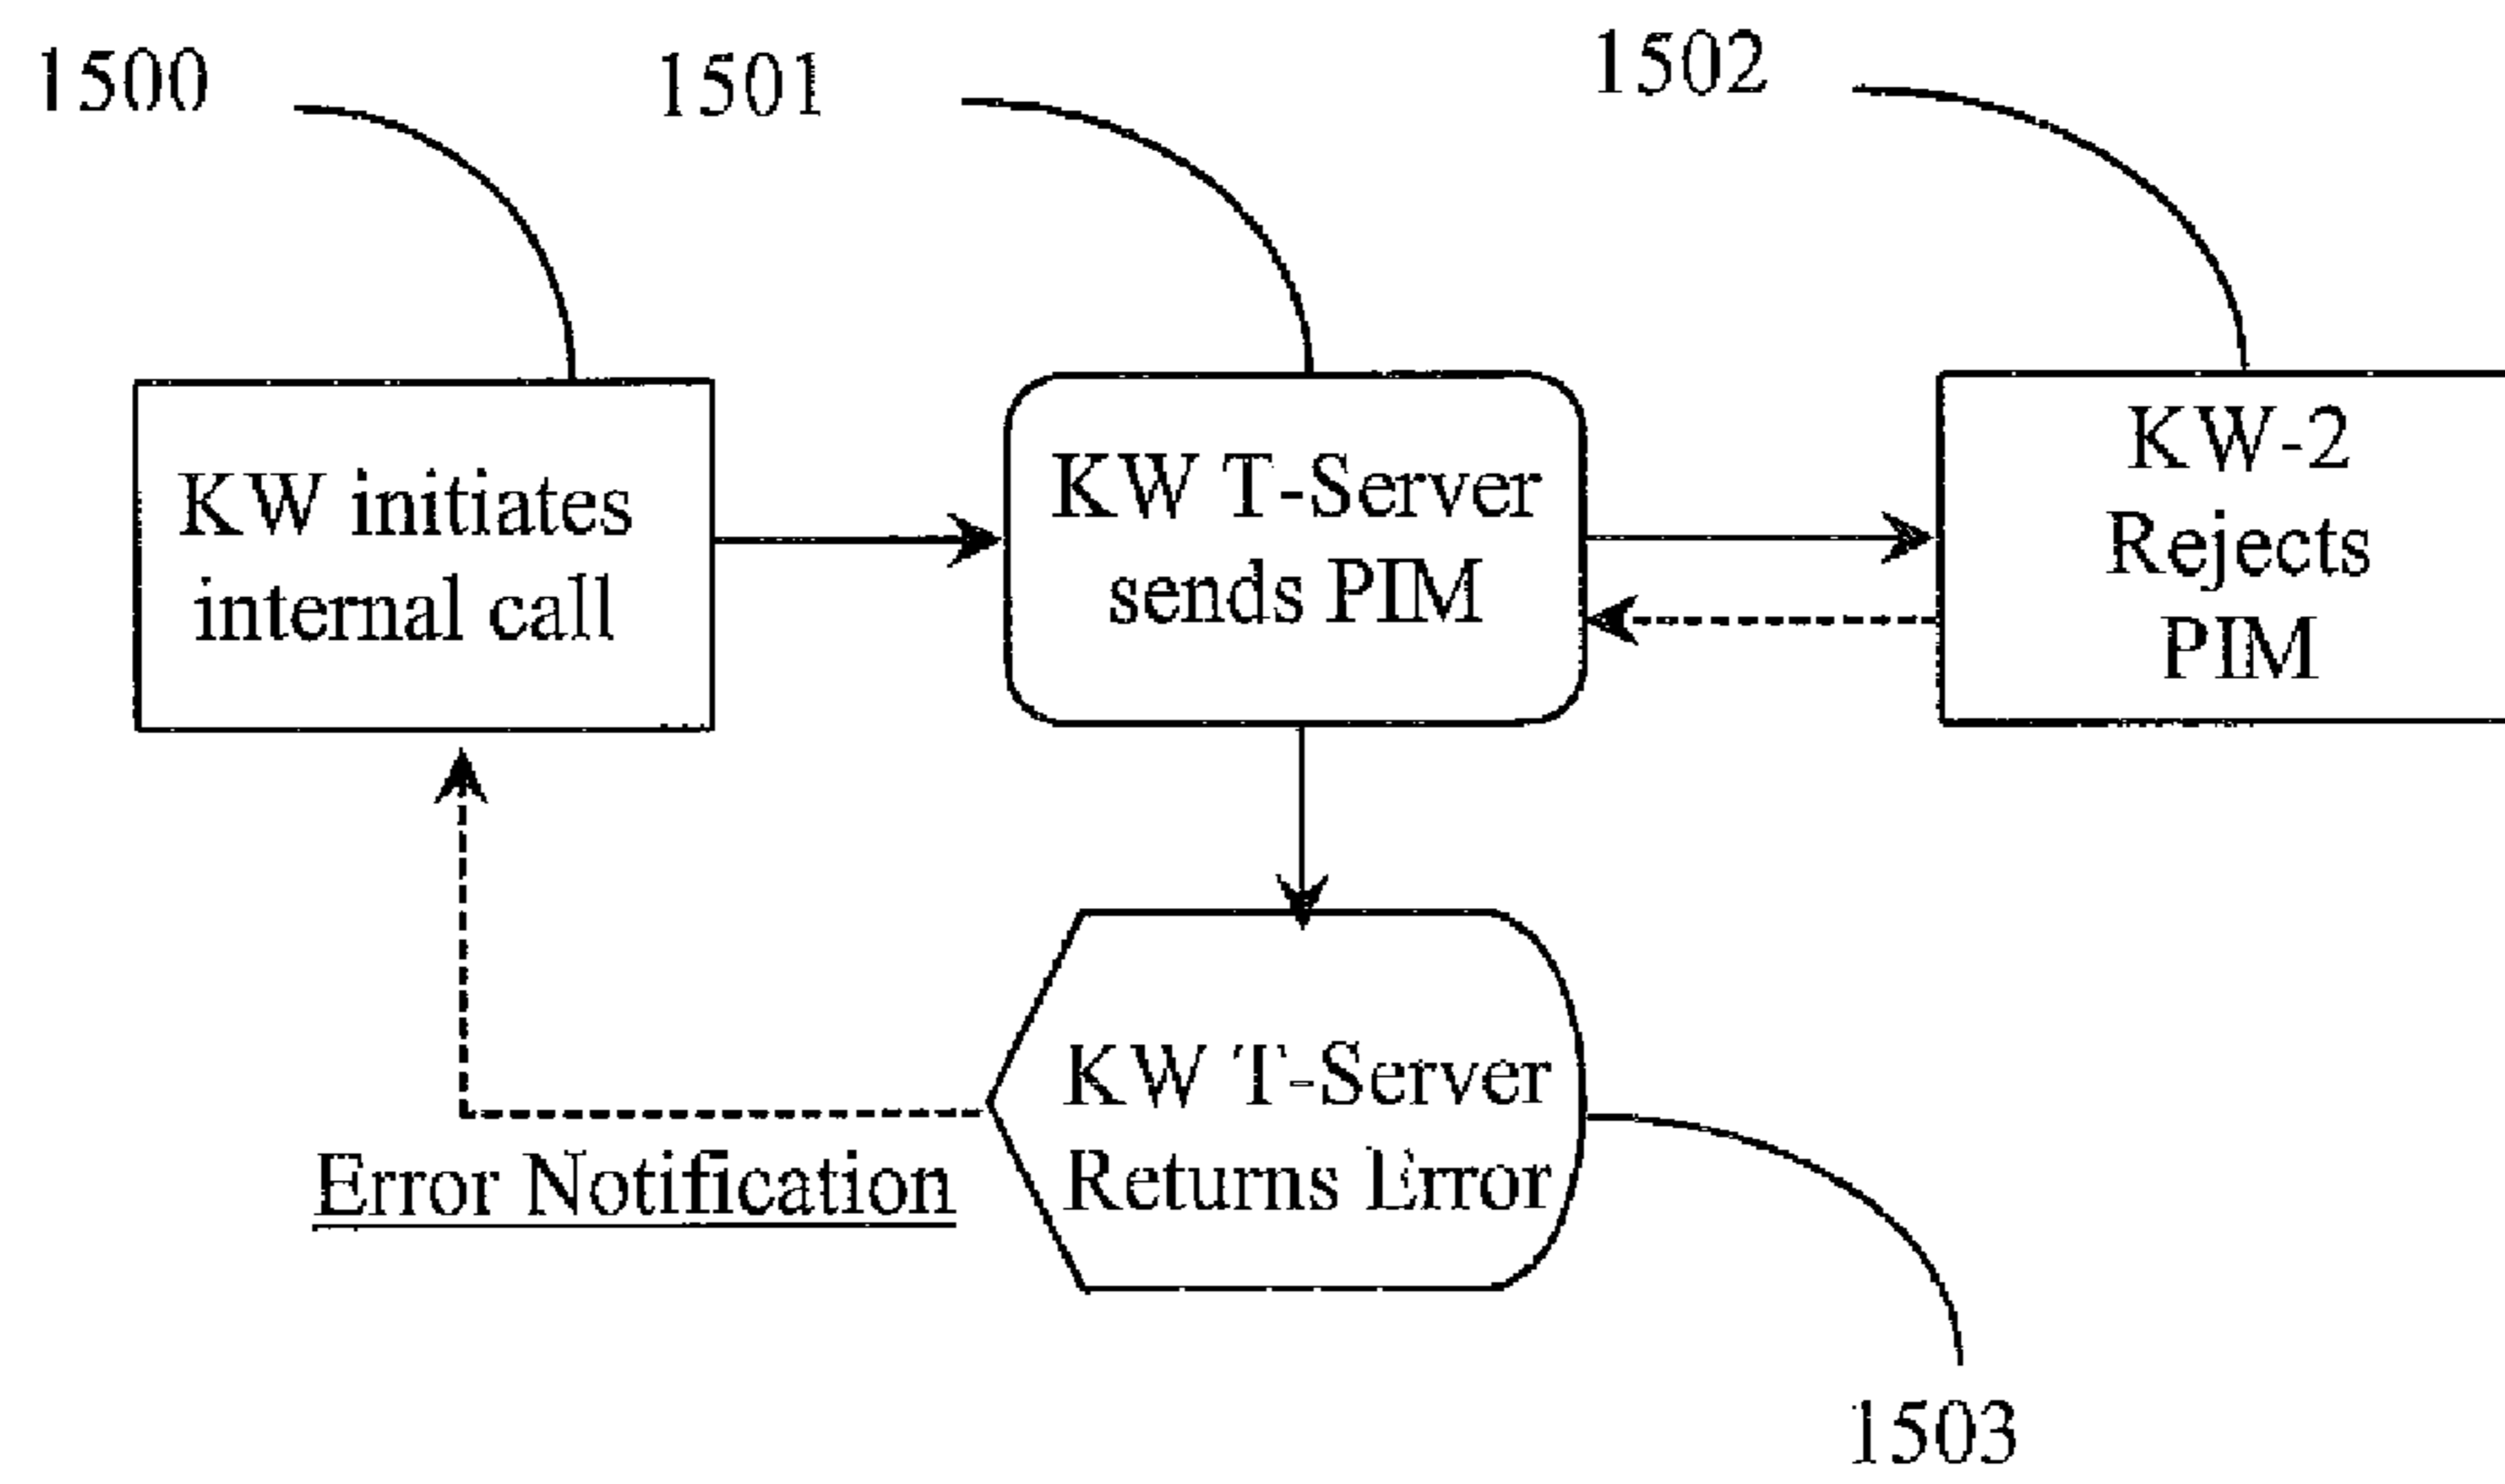 1500
1501
1502
KW initiates
internal call
KW T-Server
sends PIM
KW-2
Rejects
PIM
KW T-Server
Returns Error
Error Notification
1503